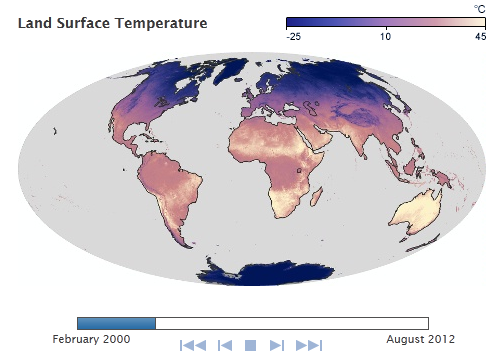 °C
Land Surface Temperature
-25 10 45
February 2000 August 2012